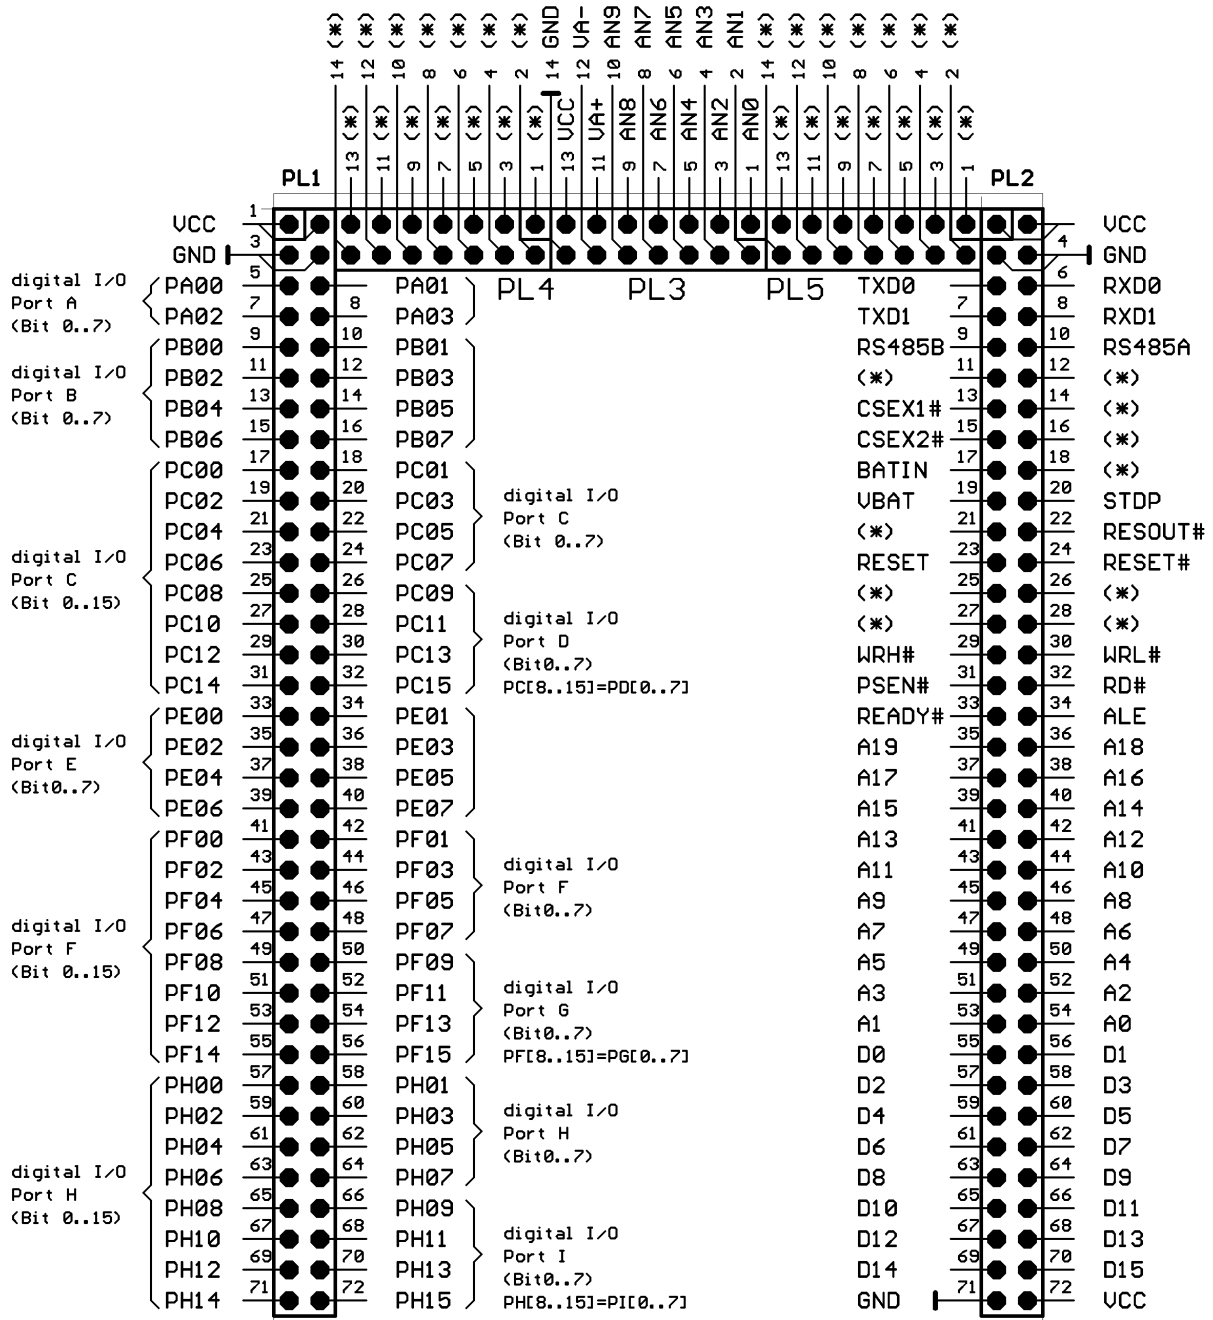 14 (*)
12 (*)
10 (*)
8 (*)
6 (*)
4 (*)
2 (*)
14 GND
12 VA-
10 AN9
8 AN7
6 AN5
4 AN3
2 AN1
14 (*)
12 (*)
10 (*)
8 (*)
6 (*)
4 (*)
2 (*)
13 (*)
11 (*)
9 (*)
7 (*)
5 (*)
3 (*)
1 (*)
13 VCC
11 VA+
9 AN8
7 AN6
5 AN4
3 AN2
1 AN0
13 (*)
11 (*)
9 (*)
7 (*)
5 (*)
3 (*)
1 (*)
PL1
PL2
PL4 PL3 PL5
VCC 1
GND 3
digital I/O
Port A
(Bit 0..7)
PA00 5 PA01
PA02 7 8 PA03
digital I/O
Port B
(Bit 0..7)
PB00 9 10 PB01
PB02 11 12 PB03
PB04 13 14 PB05
PB06 15 16 PB07
digital I/O
Port C
(Bit 0..15)
PC00 17 18 PC01
PC02 19 20 PC03
PC04 21 22 PC05
PC06 23 24 PC07
PC08 25 26 PC09
PC10 27 28 PC11
PC12 29 30 PC13
PC14 31 32 PC15
digital I/O
Port C
(Bit 0..7)
digital I/O
Port D
(Bit0..7)
PC[8..15]=PD[0..7]
digital I/O
Port E
(Bit0..7)
PE00 33 34 PE01
PE02 35 36 PE03
PE04 37 38 PE05
PE06 39 40 PE07
digital I/O
Port F
(Bit 0..15)
PF00 41 42 PF01
PF02 43 44 PF03
PF04 45 46 PF05
PF06 47 48 PF07
PF08 49 50 PF09
PF10 51 52 PF11
PF12 53 54 PF13
PF14 55 56 PF15
digital I/O
Port F
(Bit0..7)
digital I/O
Port G
(Bit0..7)
PF[8..15]=PG[0..7]
digital I/O
Port H
(Bit 0..15)
PH00 57 58 PH01
PH02 59 60 PH03
PH04 61 62 PH05
PH06 63 64 PH07
PH08 65 66 PH09
PH10 67 68 PH11
PH12 69 70 PH13
PH14 71 72 PH15
digital I/O
Port H
(Bit0..7)
digital I/O
Port I
(Bit0..7)
PH[8..15]=PI[0..7]
VCC
4 GND
TXD0 6 RXD0
TXD1 7 8 RXD1
RS485B 9 10 RS485A
(*) 11 12 (*)
CSEX1# 13 14 (*)
CSEX2# 15 16 (*)
BATIN 17 18 (*)
VBAT 19 20 STDP
(*) 21 22 RESOUT#
RESET 23 24 RESET#
(*) 25 26 (*)
(*) 27 28 (*)
WRH# 29 30 WRL#
PSEN# 31 32 RD#
READY# 33 34 ALE
A19 35 36 A18
A17 37 38 A16
A15 39 40 A14
A13 41 42 A12
A11 43 44 A10
A9 45 46 A8
A7 47 48 A6
A5 49 50 A4
A3 51 52 A2
A1 53 54 A0
D0 55 56 D1
D2 57 58 D3
D4 59 60 D5
D6 61 62 D7
D8 63 64 D9
D10 65 66 D11
D12 67 68 D13
D14 69 70 D15
GND 71 72 VCC